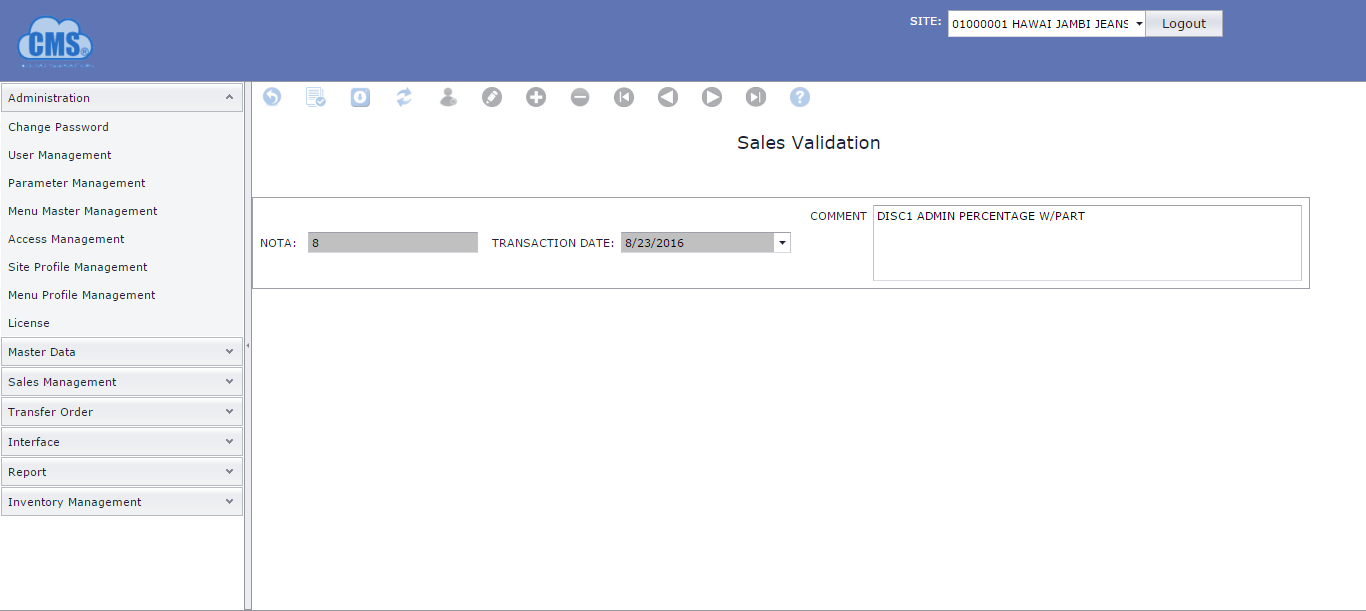 CMS®
SITE: 01000001 HAWAI JAMBI JEANS Logout
Administration
Change Password
User Management
Parameter Management
Menu Master Management
Access Management
Site Profile Management
Menu Profile Management
License
Master Data
Sales Management
Transfer Order
Interface
Report
Inventory Management
Sales Validation
NOTA: 8 TRANSACTION DATE: 8/23/2016
COMMENT DISC1 ADMIN PERCENTAGE W/PART